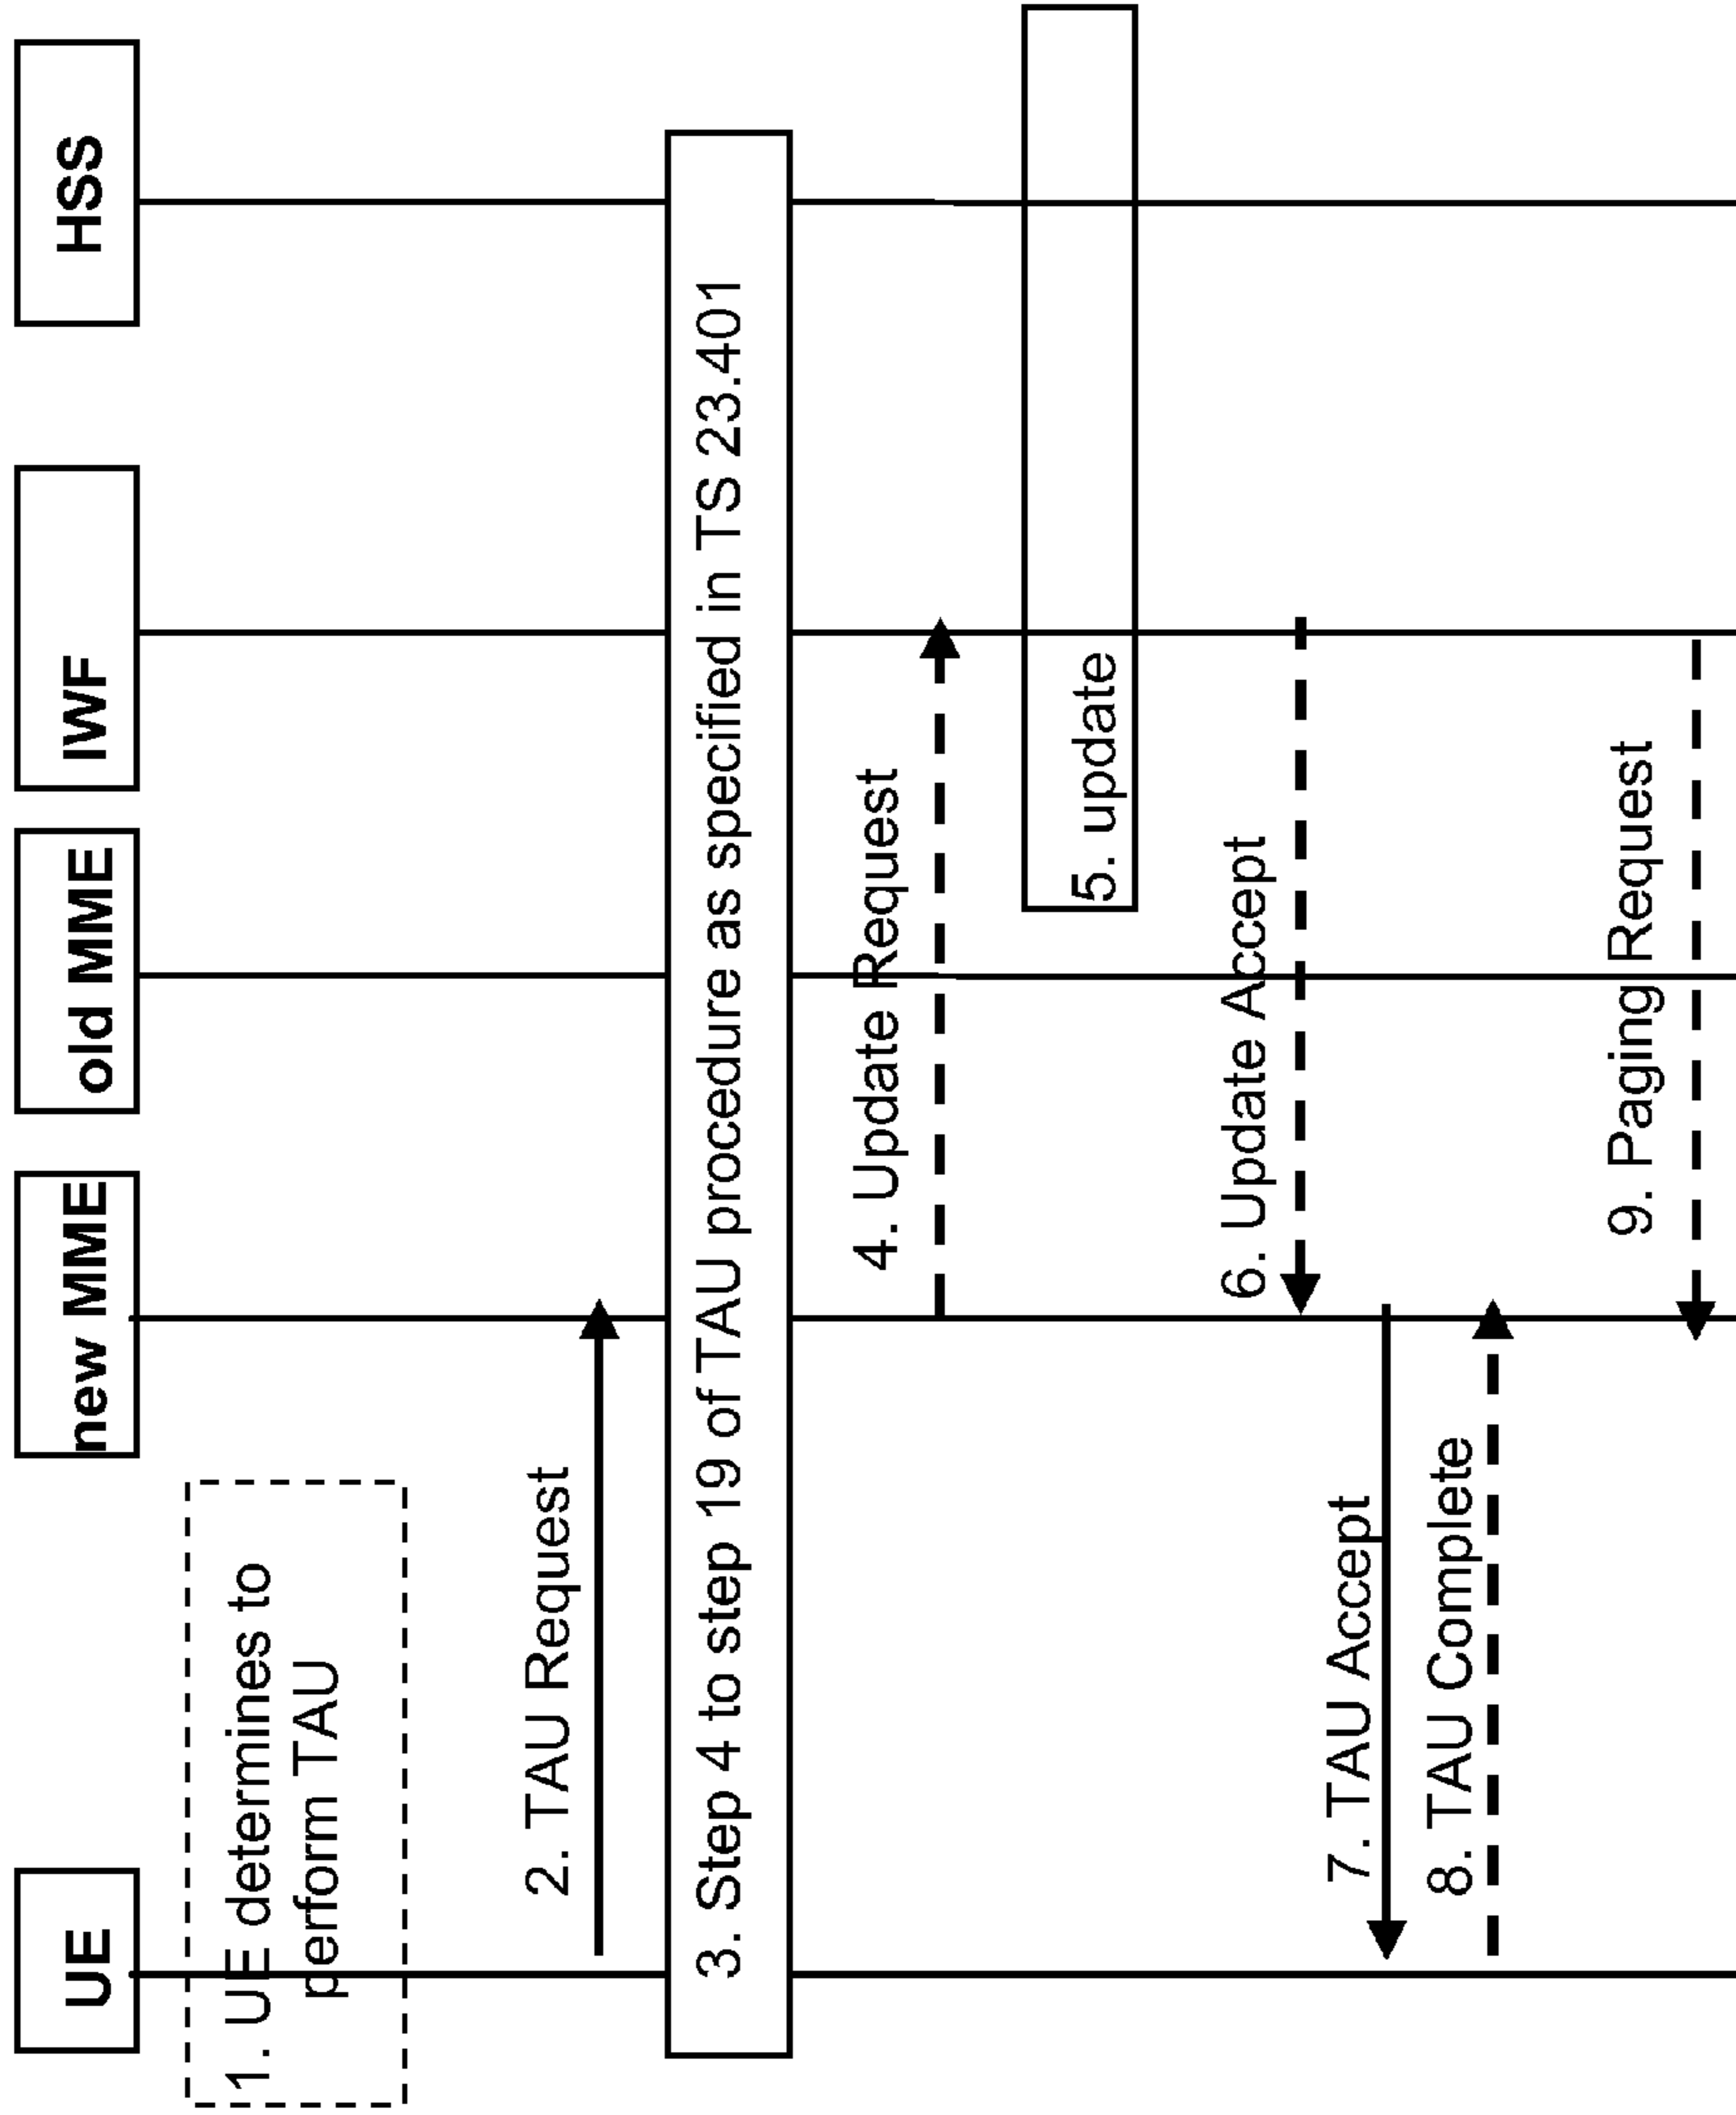 UE
new MME
old MME
IWF
HSS
1. UE determines to
perform TAU
2. TAU Request
3. Step 4 to step 19 of TAU procedure as specified in TS 23.401
4. Update Request
5. update
6. Update Accept
7. TAU Accept
8. TAU Complete
9. Paging Request